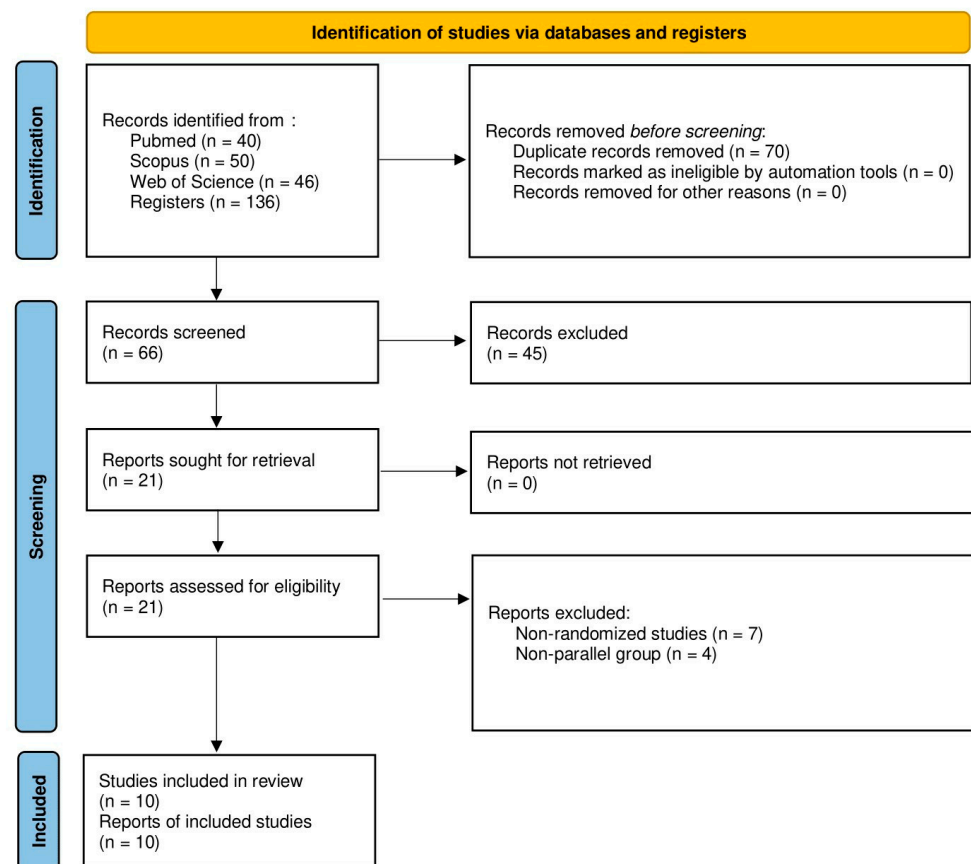 Identification of studies via databases and registers
Identification
Records identified from :
Pubmed (n = 40)
Scopus (n = 50)
Web of Science (n = 46)
Registers (n = 136)
Records removed before screening:
Duplicate records removed (n = 70)
Records marked as ineligible by automation tools (n = 0)
Records removed for other reasons (n = 0)
Screening
Records screened
(n = 66)
Records excluded
(n = 45)
Reports sought for retrieval
(n = 21)
Reports not retrieved
(n = 0)
Reports assessed for eligibility
(n = 21)
Reports excluded:
Non-randomized studies (n = 7)
Non-parallel group (n = 4)
Included
Studies included in review
(n = 10)
Reports of included studies
(n = 10)